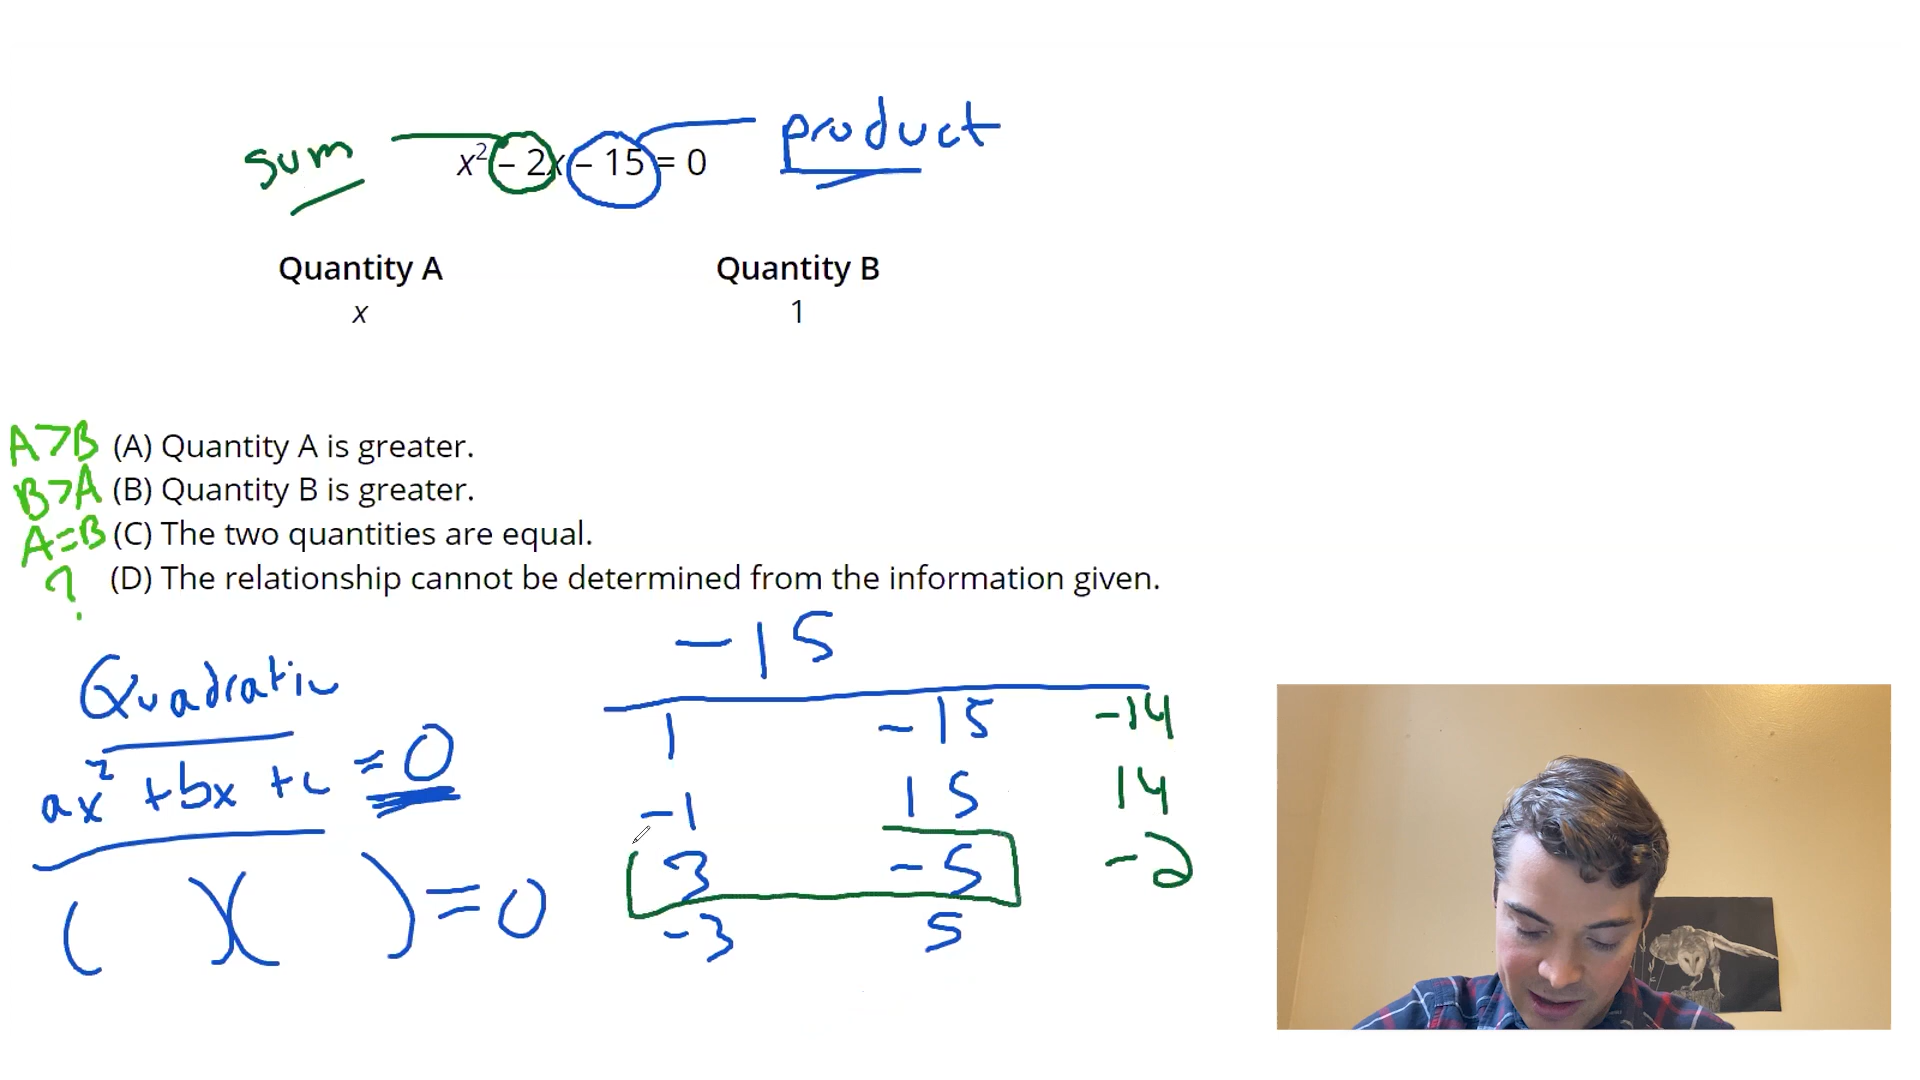 sum x² – 2x – 15 = 0 product
Quantity A Quantity B
x 1
A>B (A) Quantity A is greater.
B>A (B) Quantity B is greater.
A=B (C) The two quantities are equal.
? (D) The relationship cannot be determined from the information given.
Quadratic
ax² + bx + c = 0
( )( ) = 0
-15
1 -15 -14
-1 15 14
3 -5 -2
-3 5